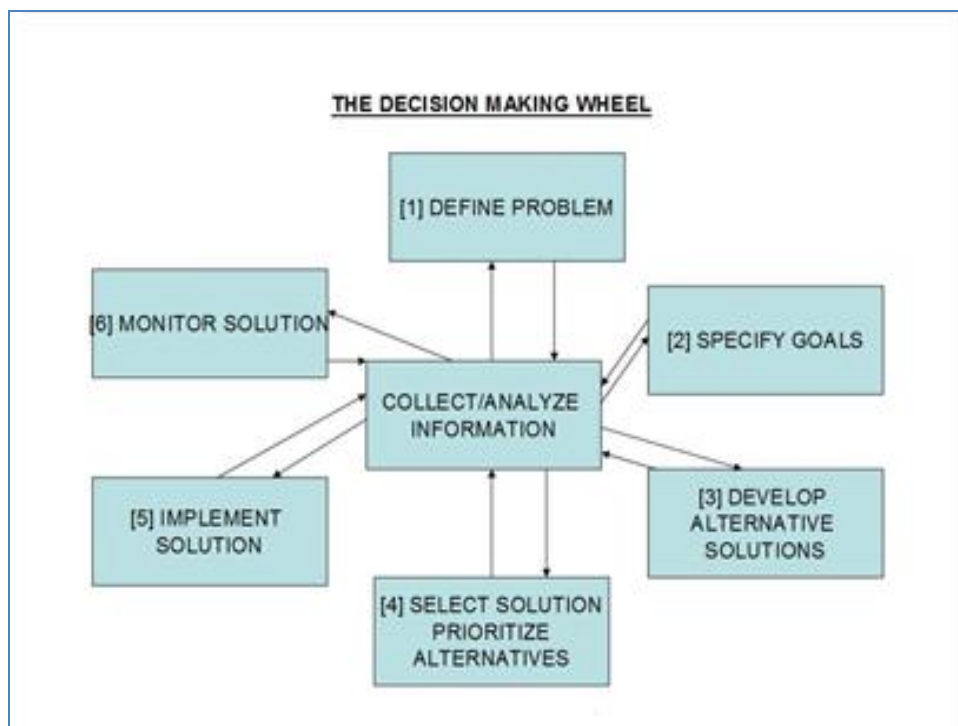 THE DECISION MAKING WHEEL
[1] DEFINE PROBLEM
[2] SPECIFY GOALS
[3] DEVELOP
ALTERNATIVE
SOLUTIONS
[4] SELECT SOLUTION
PRIORITIZE
ALTERNATIVES
[5] IMPLEMENT
SOLUTION
[6] MONITOR SOLUTION
COLLECT/ANALYZE
INFORMATION